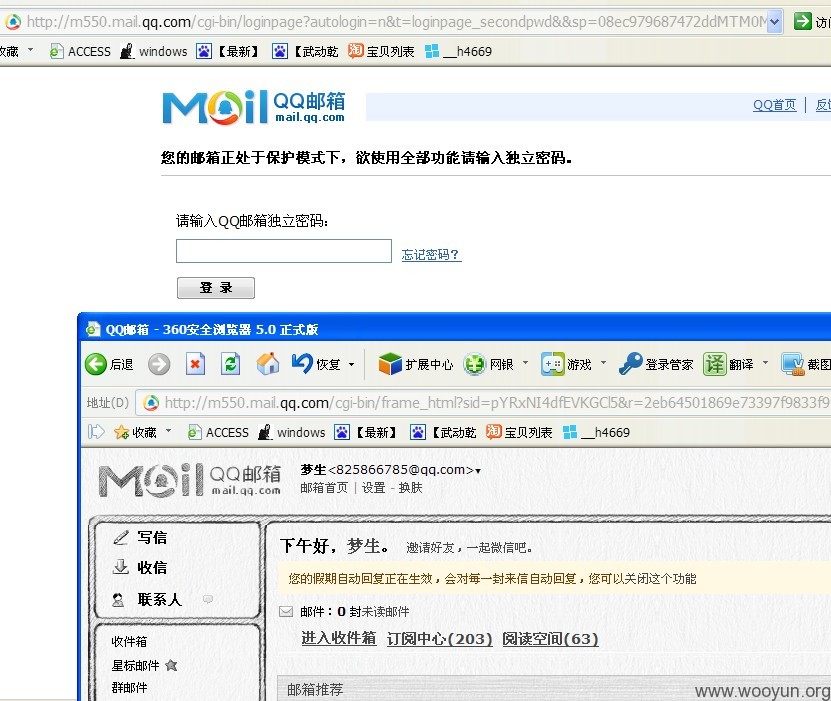 http://m550.mail.qq.com/cgi-bin/loginpage?autologin=n&t=loginpage_secondpwd&&sp=08ec979687472ddMTM0M
收藏 ACCESS windows 【最新】 【武动乾 宝贝列表 __h4669
Mail QQ邮箱 mail.qq.com
QQ首页 | 反
您的邮箱正处于保护模式下，欲使用全部功能请输入独立密码。
请输入QQ邮箱独立密码:
忘记密码?
登 录
QQ邮箱 - 360安全浏览器 5.0 正式版
后退 恢复 扩展中心 网银 游戏 登录管家 翻译 截图
地址(D) http://m550.mail.qq.com/cgi-bin/frame_html?sid=pYRxNI4dfEVKGCl5&r=2eb64501869e73397f9833f9
收藏 ACCESS windows 【最新】 【武动乾 宝贝列表 __h4669
Mail QQ邮箱 mail.qq.com
梦生<825866785@qq.com>
邮箱首页 | 设置 - 换肤
写信
收信
联系人
收件箱
星标邮件
群邮件
下午好，梦生。 邀请好友，一起微信吧。
您的假期自动回复正在生效，会对每一封来信自动回复，您可以关闭这个功能
邮件：0 封未读邮件
进入收件箱 订阅中心(203) 阅读空间(63)
邮箱推荐
www.wooyun.org